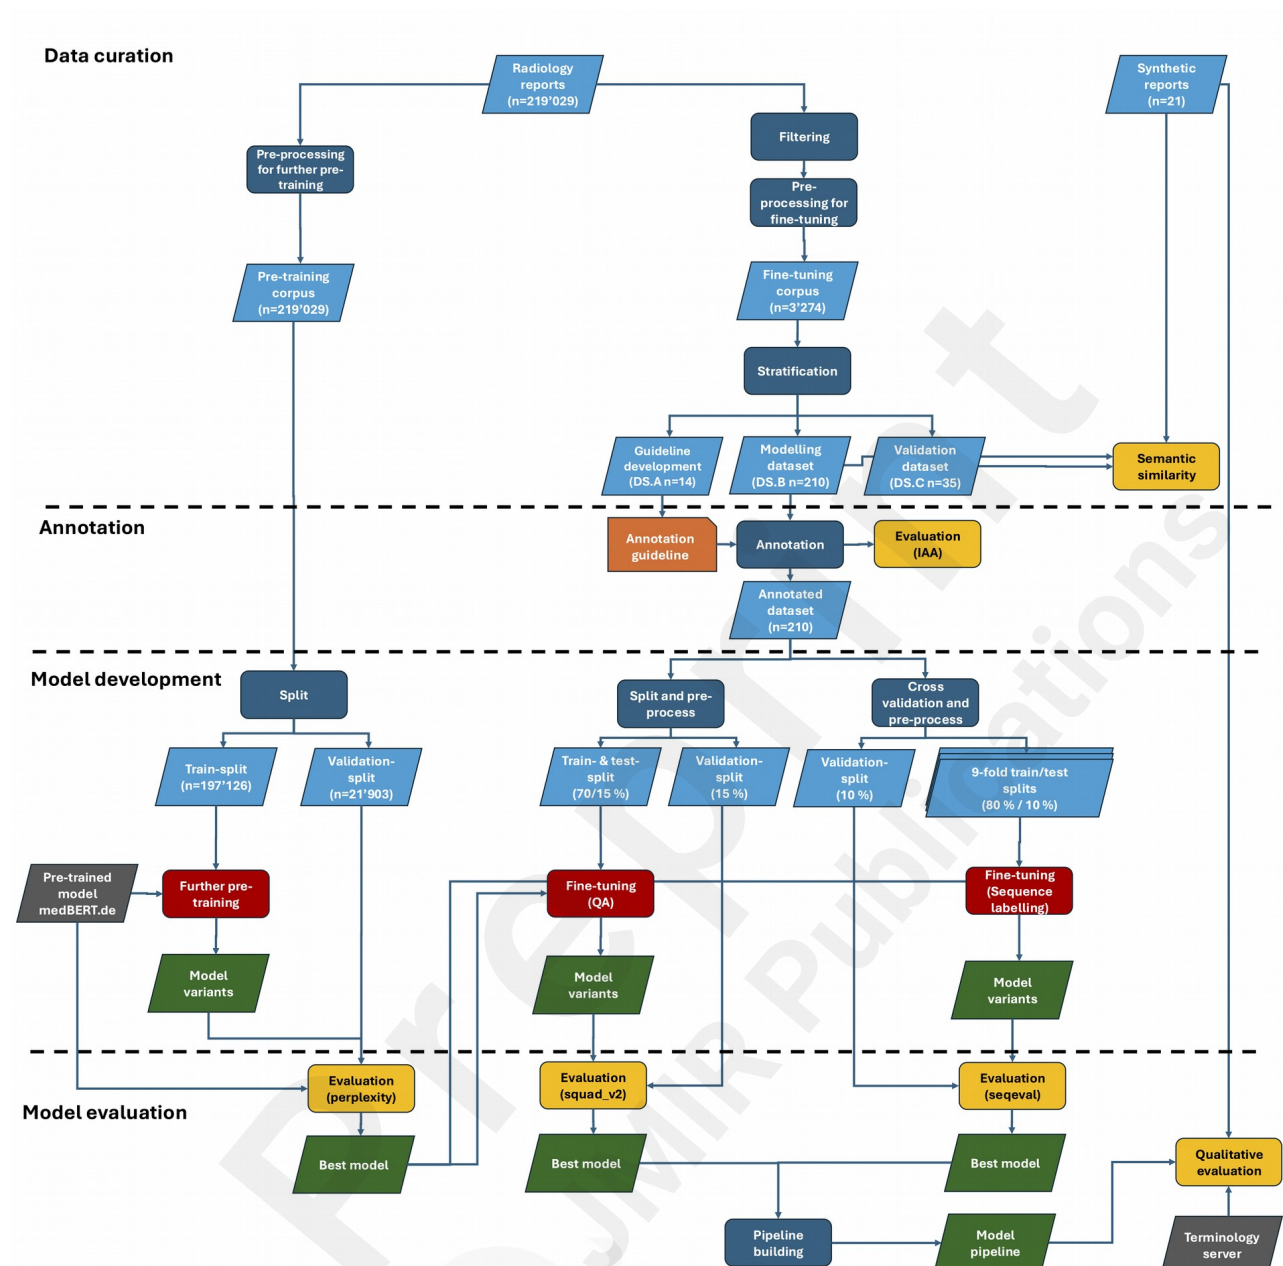 Data curation
Radiology
reports
(n=219'029)
Synthetic
reports
(n=21)
Filtering
Pre-processing
for further pre-
training
Pre-
processing for
fine-tuning
Pre-training
corpus
(n=219'029)
Fine-tuning
corpus
(n=3'274)
Stratification
Guideline
development
(DS.A n=14)
Modelling
dataset
(DS.B n=210)
Validation
dataset
(DS.C n=35)
Semantic
similarity
Annotation
Annotation
guideline
Annotation
Evaluation
(IAA)
Annotated
dataset
(n=210)
Model development
Split
Split and pre-
process
Cross
validation and
pre-process
Train-split
(n=197'126)
Validation-
split
(n=21'903)
Train- & test-
split
(70/15 %)
Validation-
split
(15 %)
Validation-
split
(10 %)
9-fold train/test
splits
(80 % / 10 %)
Pre-trained
model
medBERT.de
Further pre-
training
Fine-tuning
(QA)
Fine-tuning
(Sequence
labelling)
Model
variants
Model
variants
Model
variants
Model evaluation
Evaluation
(perplexity)
Evaluation
(squad_v2)
Evaluation
(seqeval)
Best model
Best model
Best model
Qualitative
evaluation
Pipeline
building
Model
pipeline
Terminology
server
Preprint
JMIR Publications